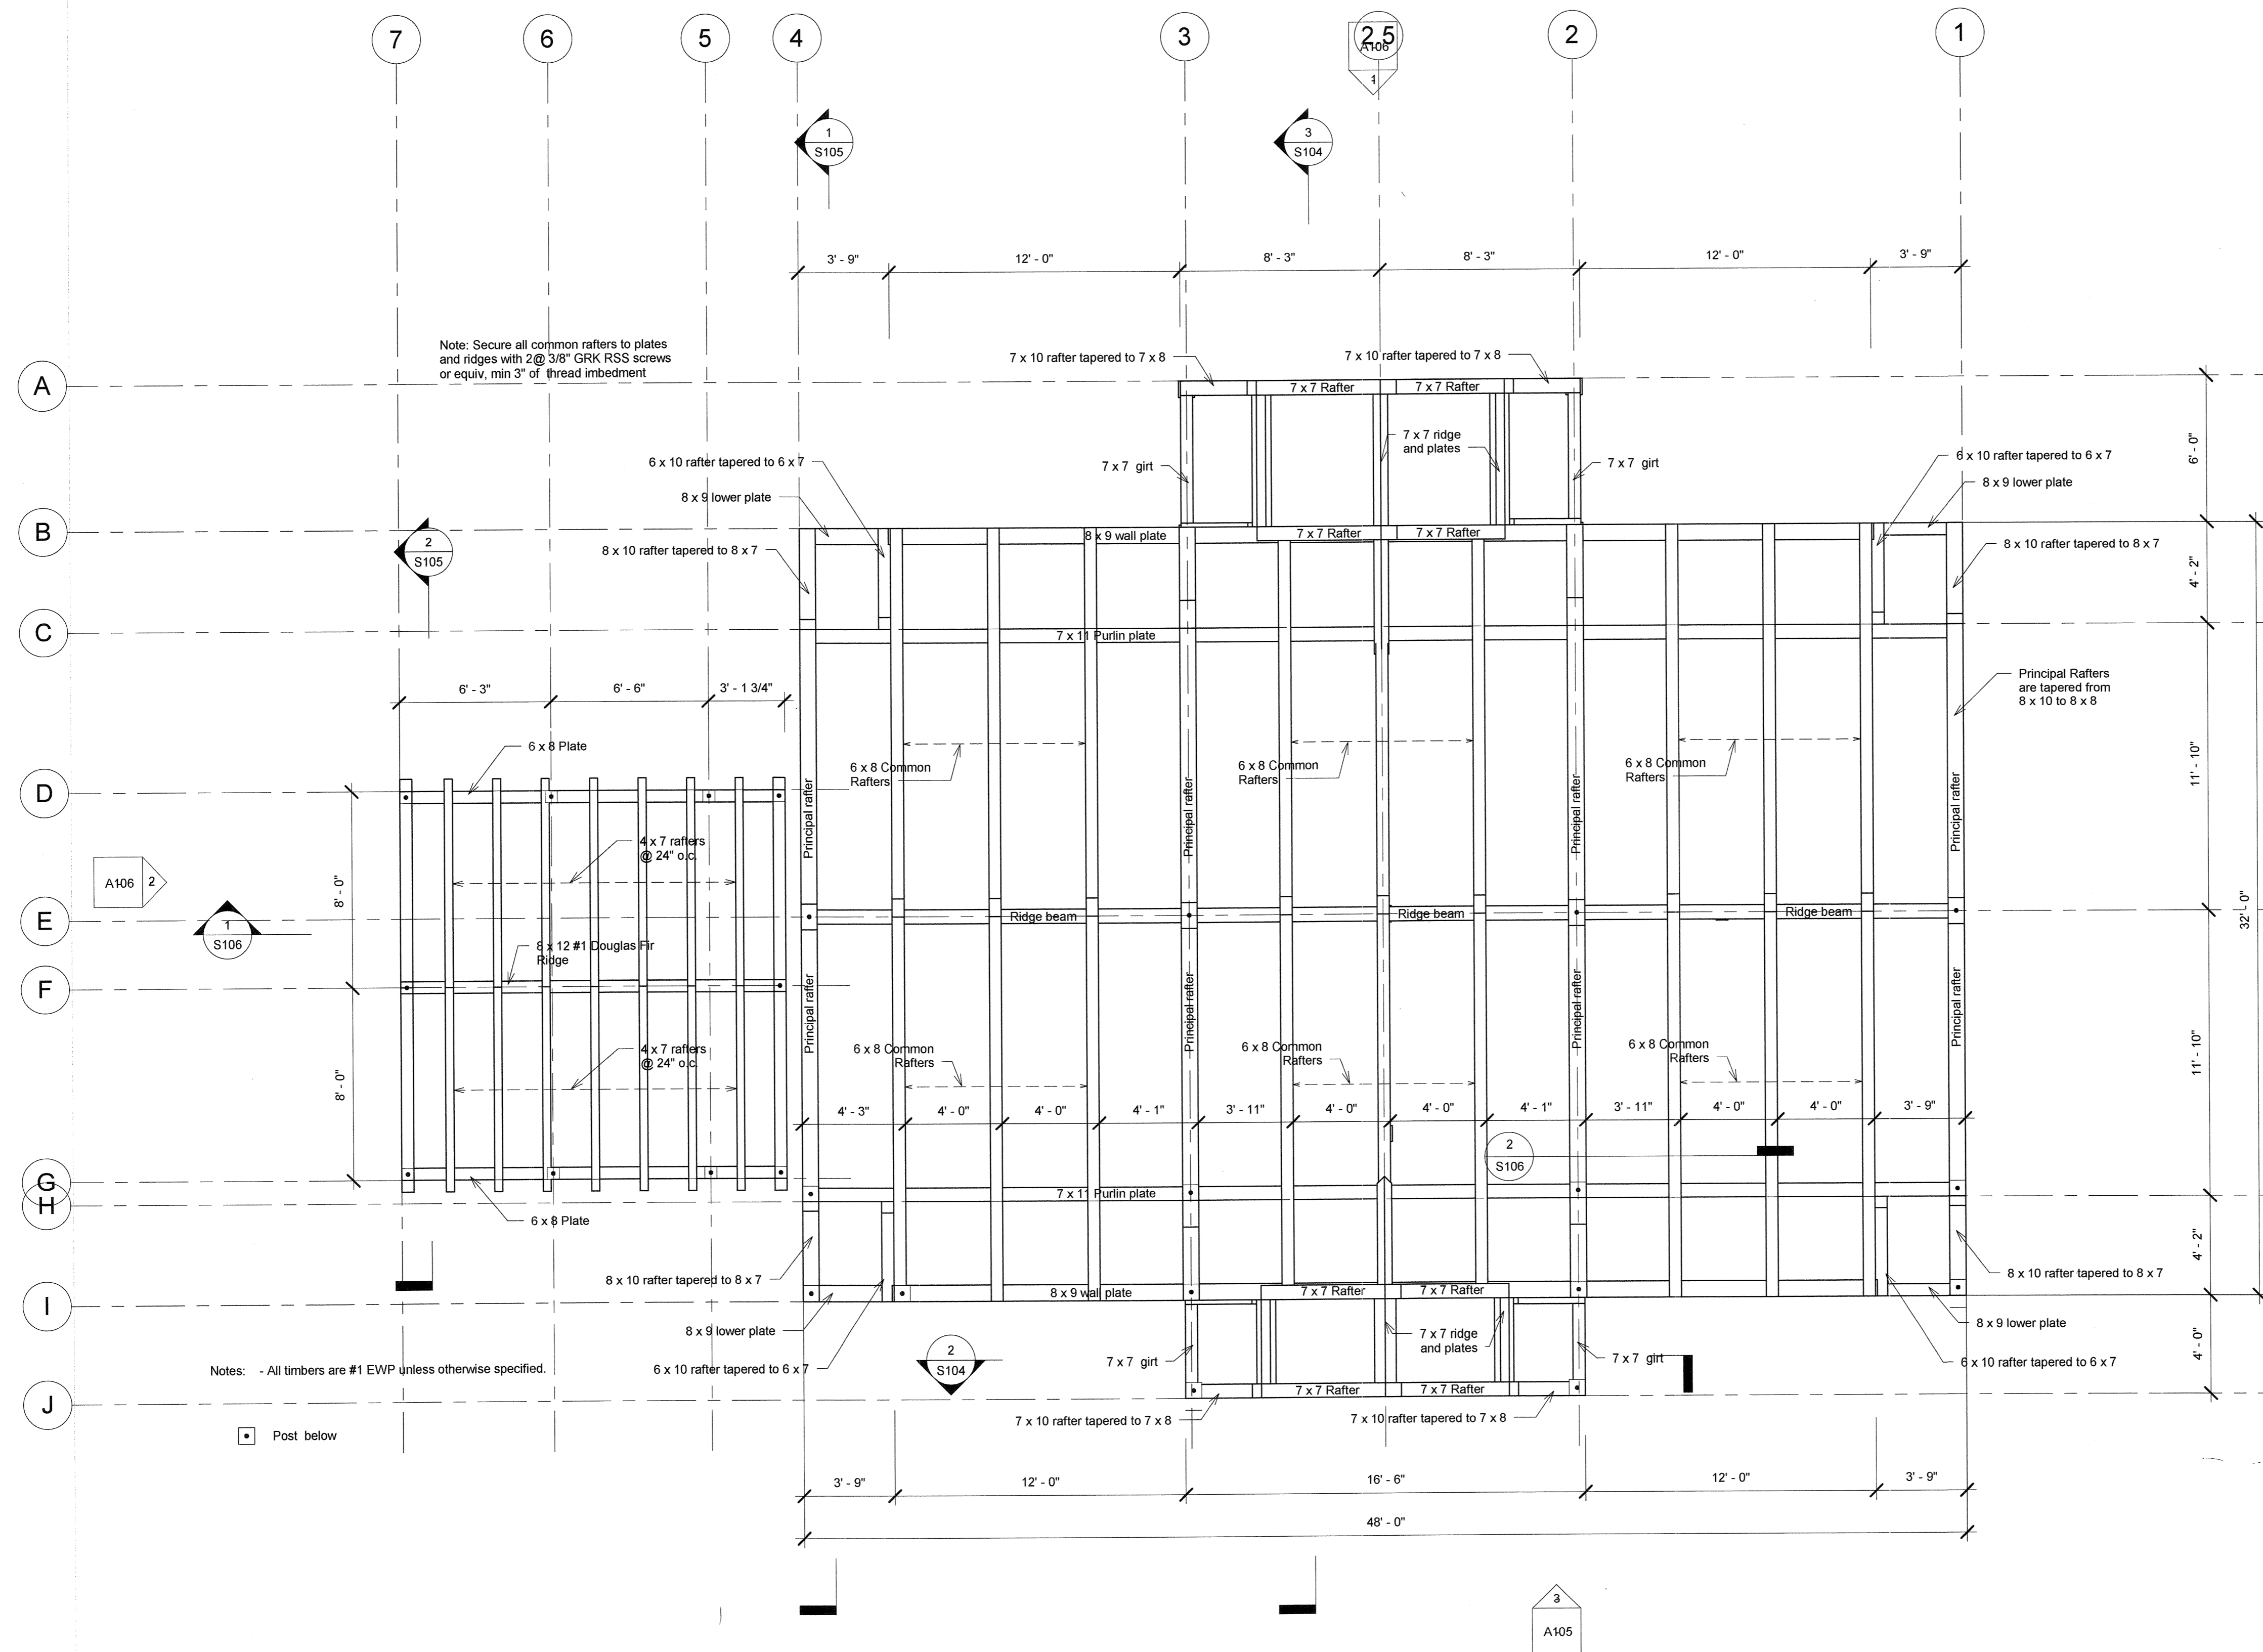 7
6
5
4
3
2.5
2
1
A106
1
1
S105
3
S104
3' - 9"
12' - 0"
8' - 3"
8' - 3"
12' - 0"
3' - 9"
Note: Secure all common rafters to plates
and ridges with 2@ 3/8" GRK RSS screws
or equiv, min 3" of thread imbedment
7 x 10 rafter tapered to 7 x 8
7 x 10 rafter tapered to 7 x 8
A
7 x 7 Rafter
7 x 7 Rafter
7 x 7 ridge
and plates
6' - 0"
6 x 10 rafter tapered to 6 x 7
7 x 7 girt
7 x 7 girt
6 x 10 rafter tapered to 6 x 7
8 x 9 lower plate
8 x 9 lower plate
B
2
S105
8 x 10 rafter tapered to 8 x 7
8 x 9 wall plate
7 x 7 Rafter
7 x 7 Rafter
8 x 10 rafter tapered to 8 x 7
4' - 2"
C
7 x 11 Purlin plate
6' - 3"
6' - 6"
3' - 1 3/4"
Principal Rafters
are tapered from
8 x 10 to 8 x 8
6 x 8 Plate
6 x 8 Common
Rafters
6 x 8 Common
Rafters
6 x 8 Common
Rafters
11' - 10"
D
Principal rafter
Principal rafter
Principal rafter
Principal rafter
4 x 7 rafters
@ 24" o.c.
A106
2
8' - 0"
E
1
S106
Ridge beam
Ridge beam
Ridge beam
32' - 0"
8 x 12 #1 Douglas Fir
Ridge
F
Principal rafter
Principal rafter
Principal rafter
Principal rafter
4 x 7 rafters
@ 24" o.c.
6 x 8 Common
Rafters
6 x 8 Common
Rafters
6 x 8 Common
Rafters
11' - 10"
8' - 0"
4' - 3"
4' - 0"
4' - 0"
4' - 1"
3' - 11"
4' - 0"
4' - 0"
4' - 1"
3' - 11"
4' - 0"
4' - 0"
3' - 9"
2
S106
G
H
7 x 11 Purlin plate
6 x 8 Plate
4' - 2"
8 x 10 rafter tapered to 8 x 7
8 x 10 rafter tapered to 8 x 7
I
8 x 9 wall plate
7 x 7 Rafter
7 x 7 Rafter
8 x 9 lower plate
8 x 9 lower plate
7 x 7 ridge
and plates
2
S104
Notes: - All timbers are #1 EWP unless otherwise specified.
6 x 10 rafter tapered to 6 x 7
7 x 7 girt
7 x 7 girt
6 x 10 rafter tapered to 6 x 7
4' - 0"
J
7 x 7 Rafter
7 x 7 Rafter
7 x 10 rafter tapered to 7 x 8
7 x 10 rafter tapered to 7 x 8
Post below
3' - 9"
12' - 0"
16' - 6"
12' - 0"
3' - 9"
48' - 0"
3
A105